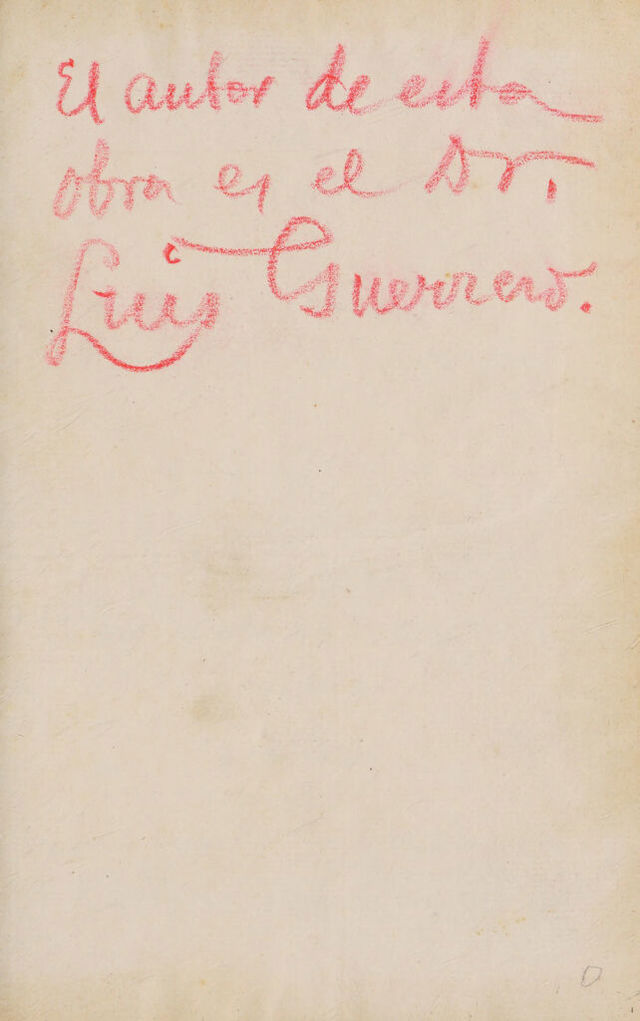 El autor de esta
obra es el Dr.
Luis Guerrero.